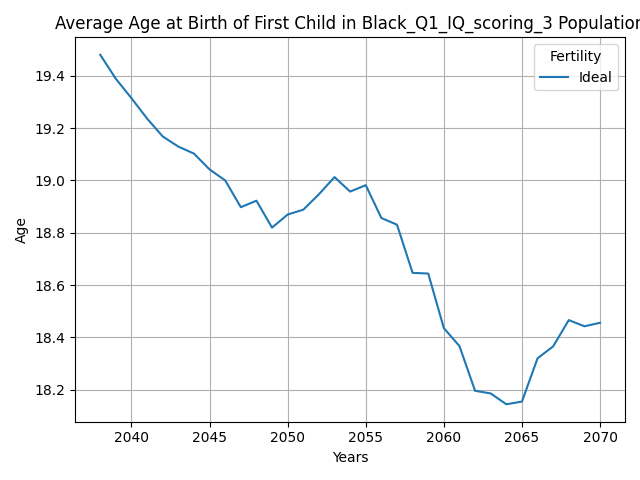 Average Age at Birth of First Child in Black_Q1_IQ_scoring_3 Population
Fertility
Ideal
Age
19.4
19.2
19.0
18.8
18.6
18.4
18.2
2040 2045 2050 2055 2060 2065 2070
Years